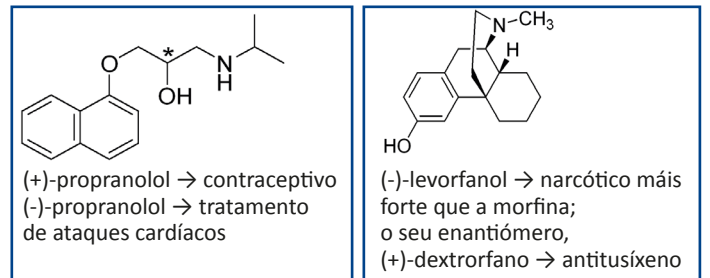 O
*
OH
N
H
(+)-propranolol → contraceptivo
(-)-propranolol → tratamento
de ataques cardíacos
N
CH₃
H
HO
(-)-levorfanol → narcótico máis
forte que a morfina;
o seu enantiómero,
(+)-dextrorfano → antitusíxeno